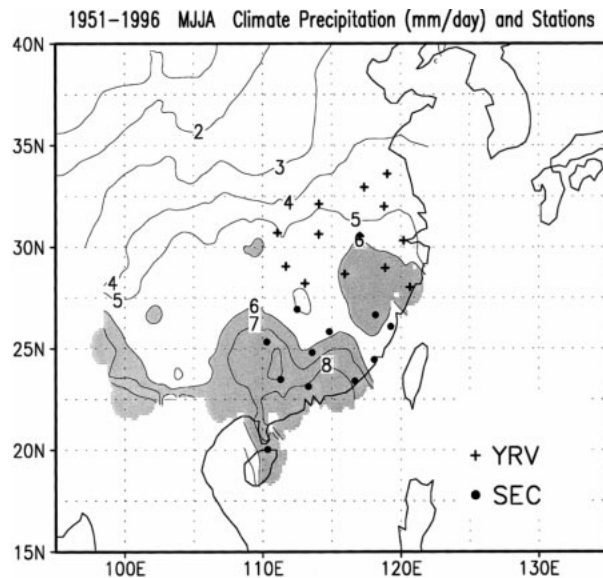 1951-1996 MJJA Climate Precipitation (mm/day) and Stations
40N
35N
30N
25N
20N
15N
100E 110E 120E 130E
2
3
4
5
6
4
5
6
7
8
+ YRV
● SEC